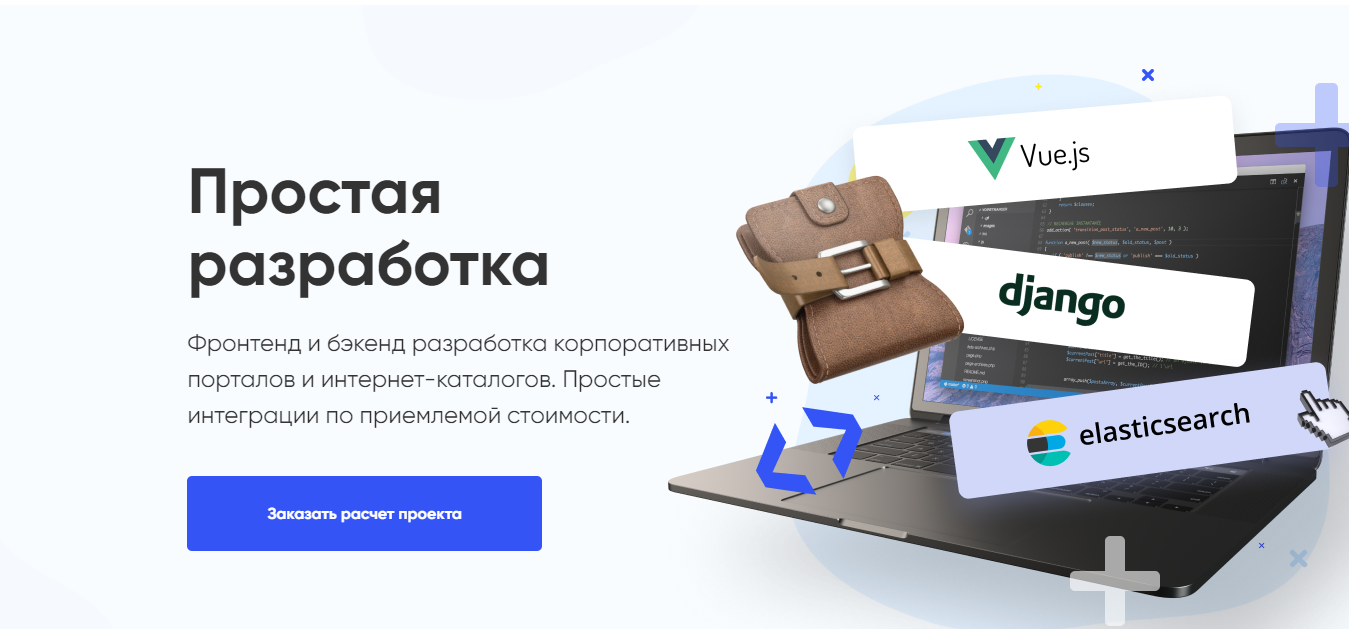 Простая
разработка
Фронтенд и бэкенд разработка корпоративных
порталов и интернет-каталогов. Простые
интеграции по приемлемой стоимости.
Заказать расчет проекта
Vue.js
django
elasticsearch